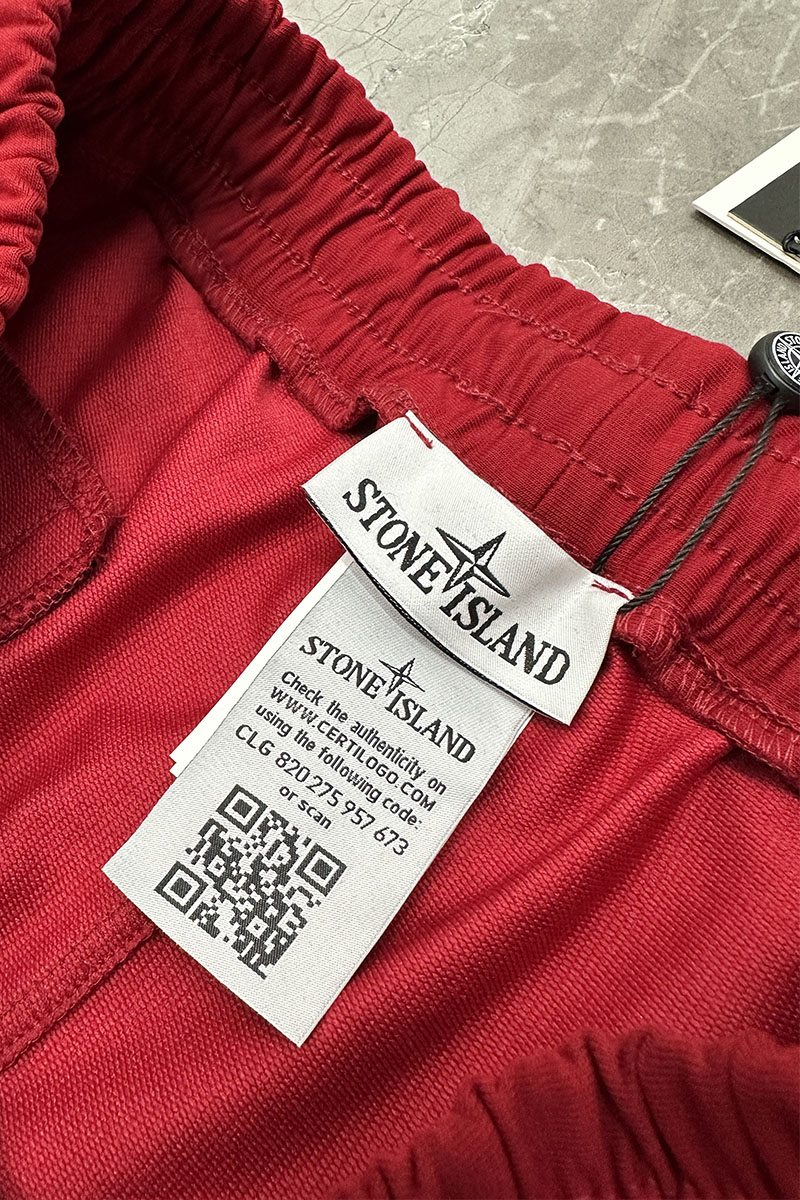 STONE ISLAND
STONE ISLAND
Check the authenticity on
WWW.CERTILOGO.COM
using the following code:
CLG 820 275 957 673
or scan